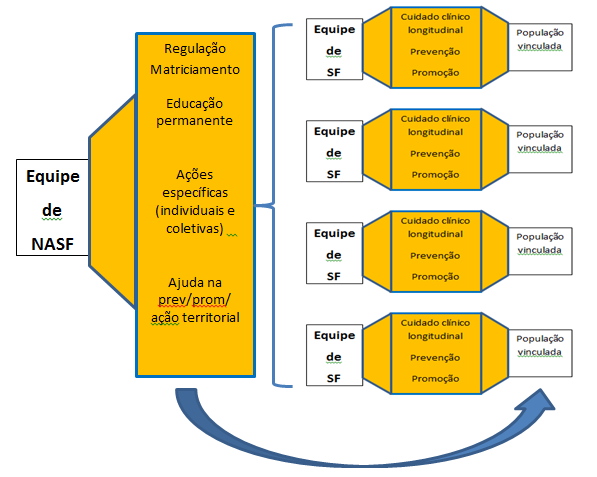 Equipe
de
NASF
Regulação
Matriciamento
Educação
permanente
Ações
específicas
(individuais e
coletivas)
Ajuda na
prev/prom/
ação territorial
Equipe
de
SF
Cuidado clínico
longitudinal
Prevenção
Promoção
População
vinculada
Equipe
de
SF
Cuidado clínico
longitudinal
Prevenção
Promoção
População
vinculada
Equipe
de
SF
Cuidado clínico
longitudinal
Prevenção
Promoção
População
vinculada
Equipe
de
SF
Cuidado clínico
longitudinal
Prevenção
Promoção
População
vinculada